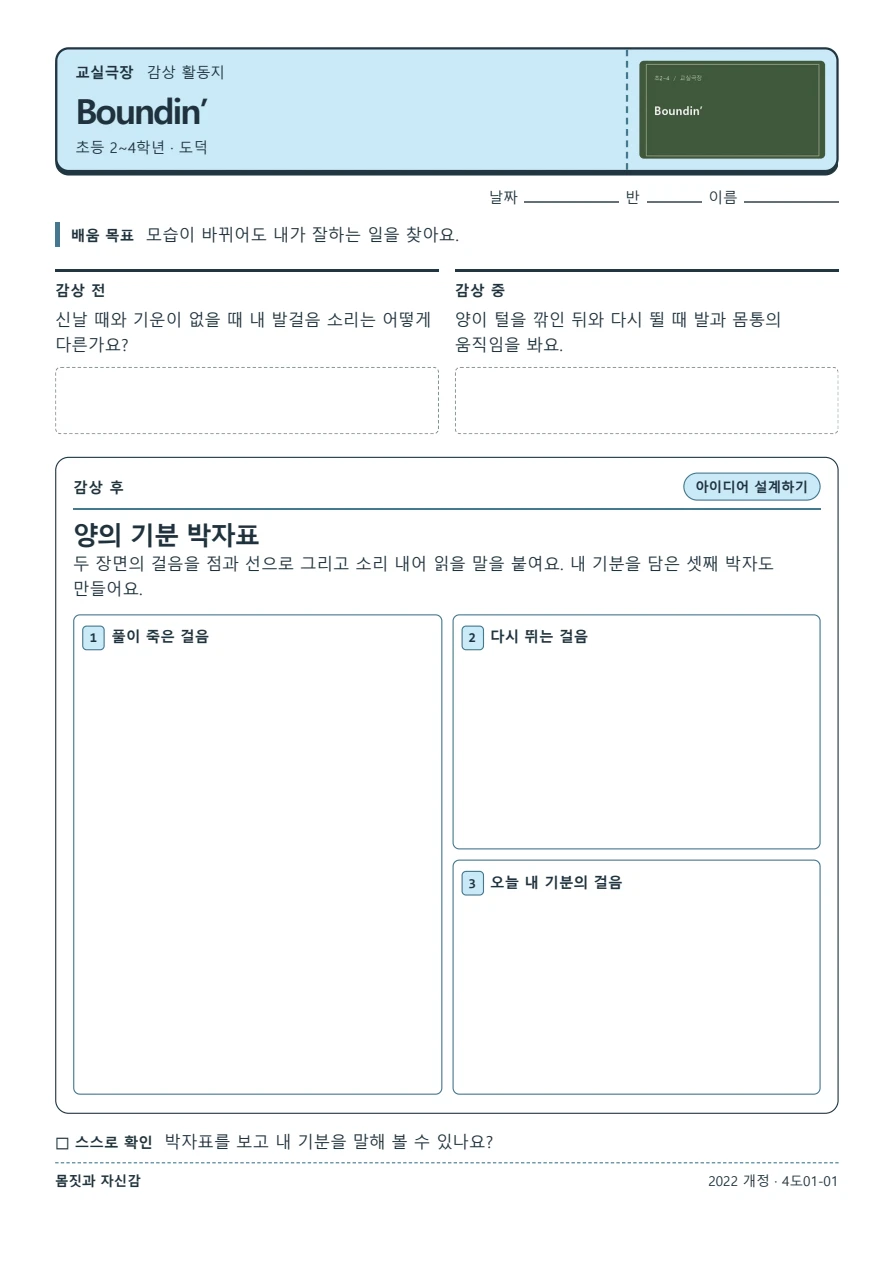 교실극장 감상 활동지
Boundin’
초등 2~4학년 · 도덕
초2-4 / 교실극장
Boundin’
날짜 반 이름
배움 목표 모습이 바뀌어도 내가 잘하는 일을 찾아요.
감상 전
신날 때와 기운이 없을 때 내 발걸음 소리는 어떻게
다른가요?
감상 중
양이 털을 깎인 뒤와 다시 뛸 때 발과 몸통의
움직임을 봐요.
감상 후
아이디어 설계하기
양의 기분 박자표
두 장면의 걸음을 점과 선으로 그리고 소리 내어 읽을 말을 붙여요. 내 기분을 담은 셋째 박자도
만들어요.
1 풀이 죽은 걸음
2 다시 뛰는 걸음
3 오늘 내 기분의 걸음
□ 스스로 확인 박자표를 보고 내 기분을 말해 볼 수 있나요?
몸짓과 자신감
2022 개정 · 4도01-01